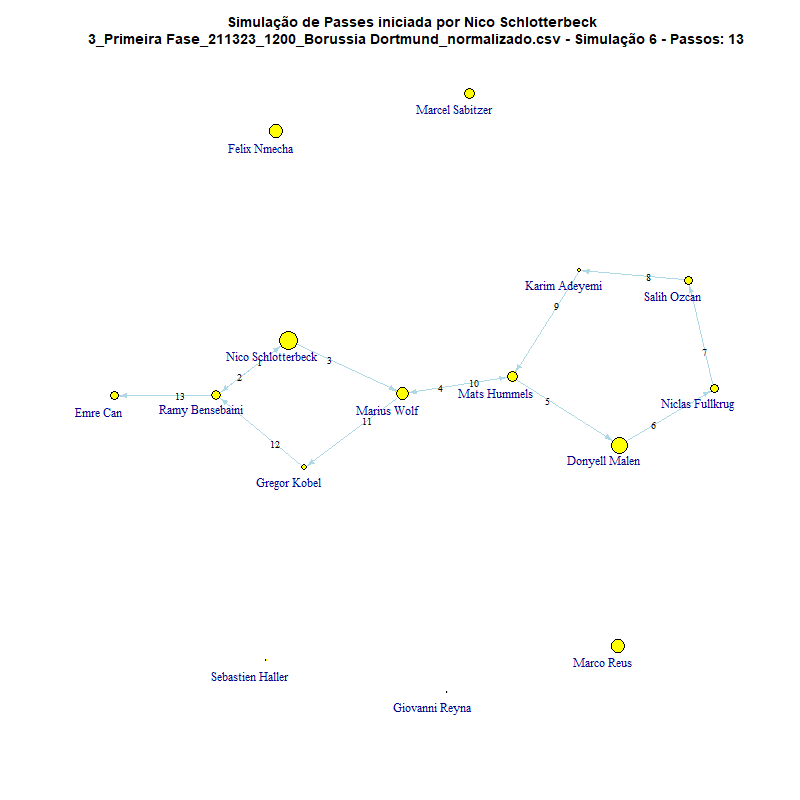 Simulação de Passes iniciada por Nico Schlotterbeck
3_Primeira Fase_211323_1200_Borussia Dortmund_normalizado.csv - Simulação 6 - Passos: 13
Marcel Sabitzer
Felix Nmecha
Karim Adeyemi
8
Salih Ozcan
9
Nico Schlotterbeck
3
7
1
2
4
10
Mats Hummels
5
13
Emre Can
Ramy Bensebaini
Marius Wolf
Niclas Fullkrug
11
6
12
Donyell Malen
Gregor Kobel
Marco Reus
Sebastien Haller
Giovanni Reyna